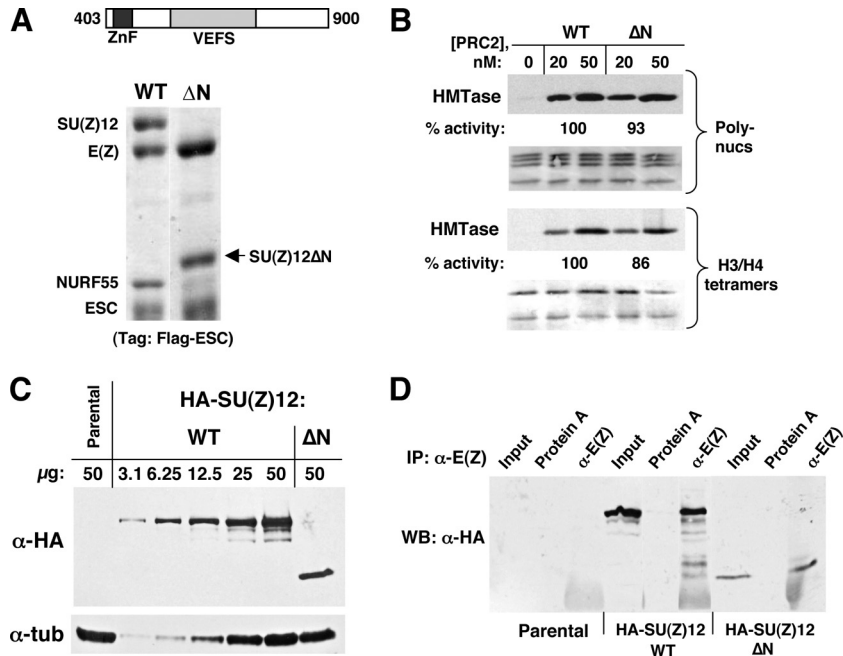 A
403
900
ZnF
VEFS
WT ΔN
SU(Z)12
E(Z)
SU(Z)12ΔN
NURF55
ESC
(Tag: Flag-ESC)
B
WT ΔN
[PRC2],
nM: 0 20 50 20 50
HMTase
% activity: 100 93
Poly-
nucs
HMTase
% activity: 100 86
H3/H4
tetramers
C
Parental
HA-SU(Z)12:
WT ΔN
µg: 50 3.1 6.25 12.5 25 50 50
α-HA
α-tub
D
IP: α-E(Z)
Input Protein A α-E(Z) Input Protein A α-E(Z) Input Protein A α-E(Z)
WB: α-HA
Parental
HA-SU(Z)12
WT
HA-SU(Z)12
ΔN